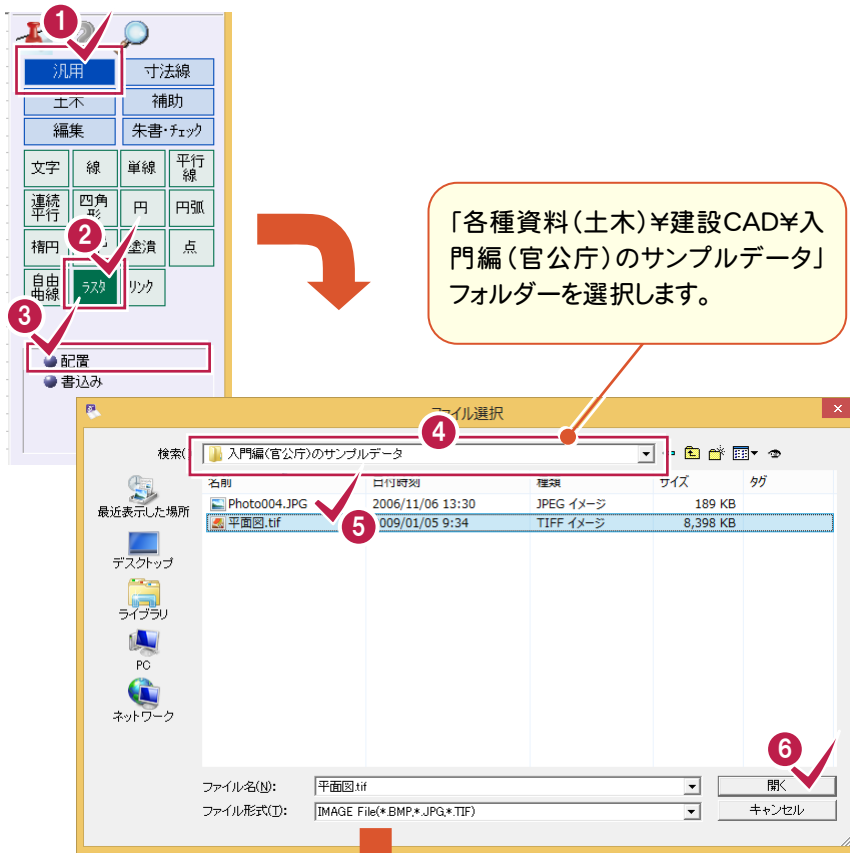 1
汎用 寸法線
土木 補助
編集 朱書・チェック
文字 線 単線 平行線
連続平行 四角形 円 円弧
楕円 塗潰 点
2
自由曲線 ラスタ リンク
3
配置
書込み
「各種資料（土木）¥建設CAD¥入
門編（官公庁）のサンプルデータ」
フォルダーを選択します。
ファイル選択
4
検索( 入門編(官公庁)のサンプルデータ
名前 日付時刻 種類 サイズ タグ
Photo004.JPG 2006/11/06 13:30 JPEG イメージ 189 KB
平面図.tif 2009/01/05 9:34 TIFF イメージ 8,398 KB
5
最近表示した場所
デスクトップ
ライブラリ
PC
ネットワーク
6
ファイル名(N): 平面図.tif 開く
ファイル形式(T): IMAGE File(*.BMP,*.JPG,*.TIF) キャンセル